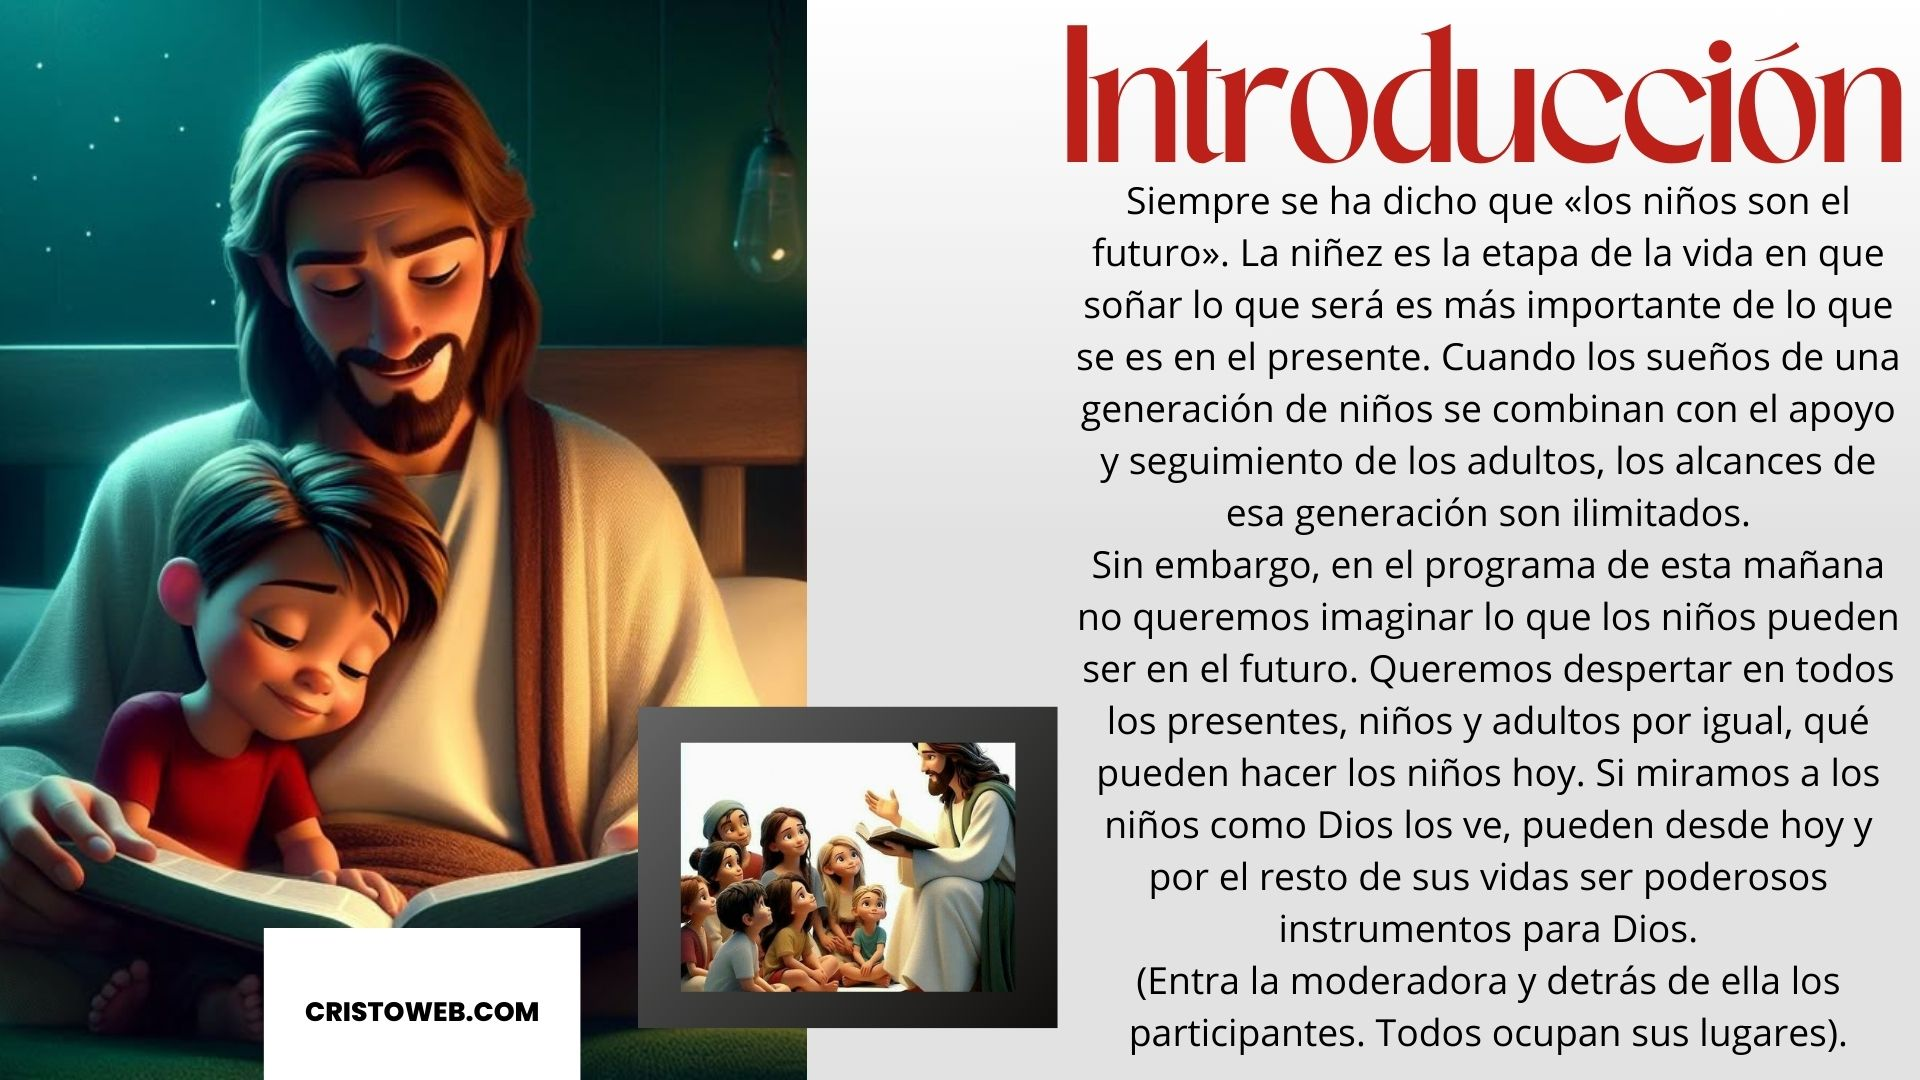 Introducción
Siempre se ha dicho que «los niños son el
futuro». La niñez es la etapa de la vida en que
soñar lo que será es más importante de lo que
se es en el presente. Cuando los sueños de una
generación de niños se combinan con el apoyo
y seguimiento de los adultos, los alcances de
esa generación son ilimitados.
Sin embargo, en el programa de esta mañana
no queremos imaginar lo que los niños pueden
ser en el futuro. Queremos despertar en todos
los presentes, niños y adultos por igual, qué
pueden hacer los niños hoy. Si miramos a los
niños como Dios los ve, pueden desde hoy y
por el resto de sus vidas ser poderosos
instrumentos para Dios.
(Entra la moderadora y detrás de ella los
participantes. Todos ocupan sus lugares).
CRISTOWEB.COM